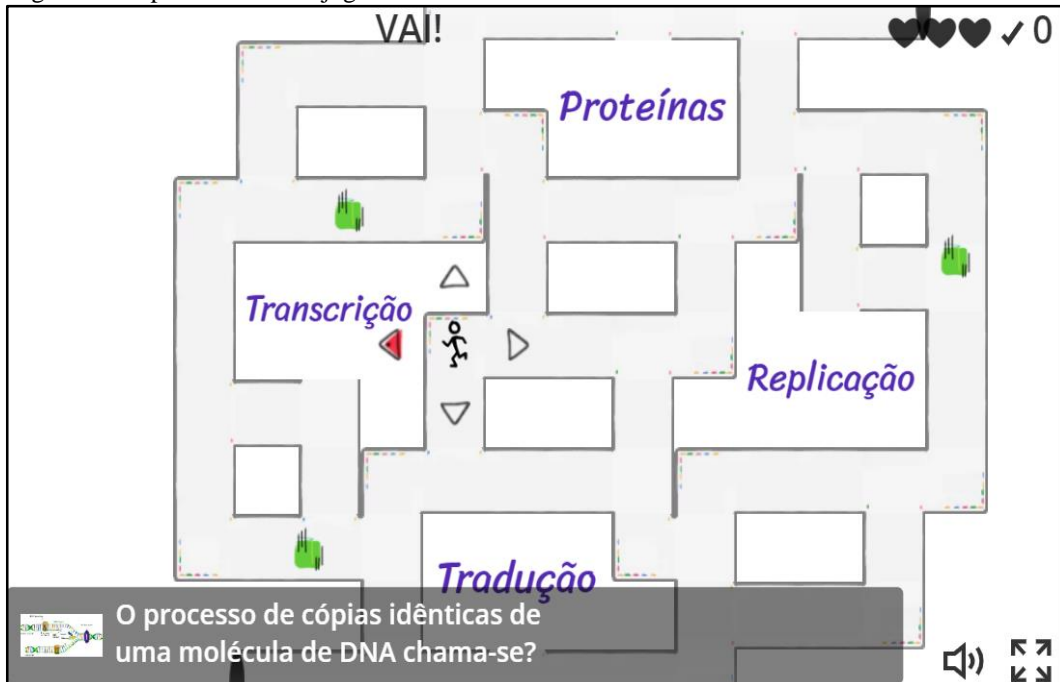 VAI!
0
Proteínas
Transcrição
Replicação
Tradução
O processo de cópias idênticas de
uma molécula de DNA chama-se?